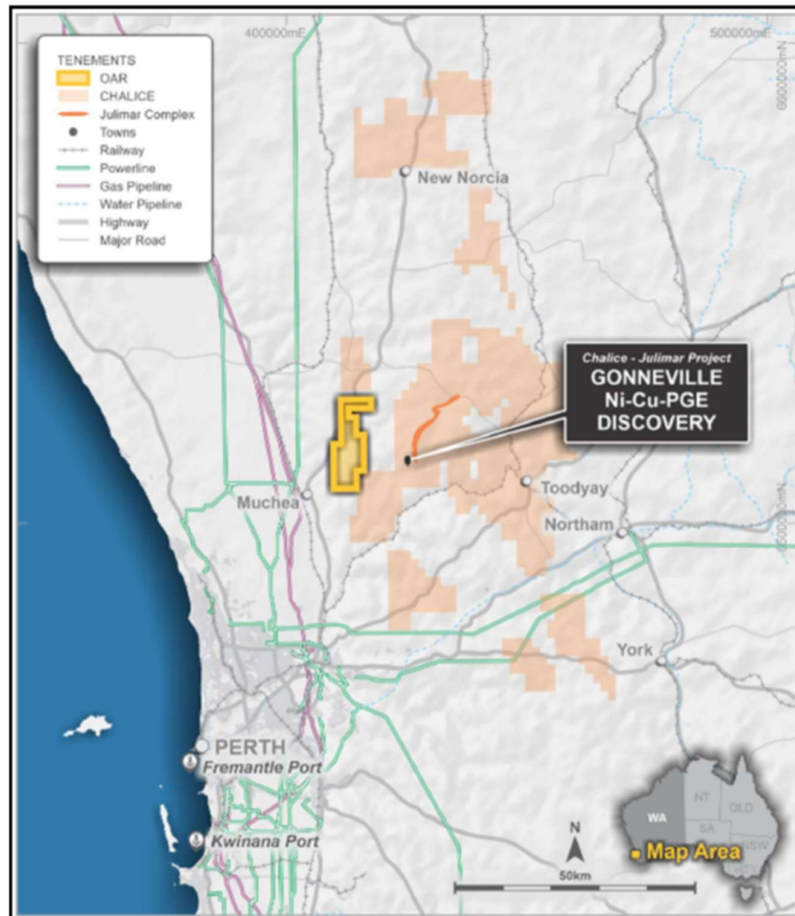 400000mE
500000mE
6600000mN
TENEMENTS
OAR
CHALICE
Julimar Complex
Towns
Railway
Powerline
Gas Pipeline
Water Pipeline
Highway
Major Road
New Norcia
Chalice - Julimar Project
GONNEVILLE
Ni-Cu-PGE
DISCOVERY
Muchea
Toodyay
Northam
6500000mN
York
PERTH
Fremantle Port
Kwinana Port
N
50km
WA
NT
QLD
SA
NSW
Map Area